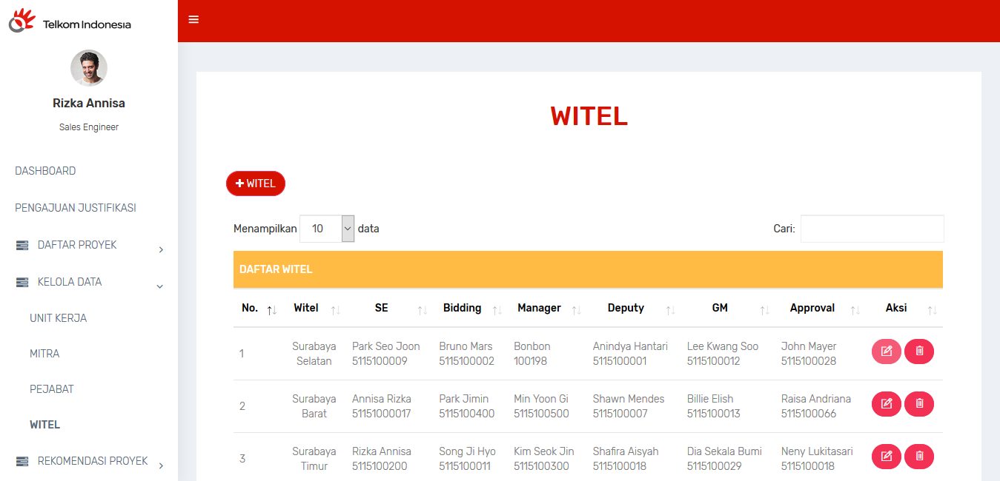 Telkom Indonesia
Rizka Annisa
Sales Engineer
DASHBOARD
PENGAJUAN JUSTIFIKASI
DAFTAR PROYEK
KELOLA DATA
UNIT KERJA
MITRA
PEJABAT
WITEL
REKOMENDASI PROYEK
WITEL
WITEL
Menampilkan 10 data Cari:
DAFTAR WITEL
No. Witel SE Bidding Manager Deputy GM Approval Aksi
1 Surabaya Park Seo Joon Bruno Mars Bonbon Anindya Hantari Lee Kwang Soo John Mayer
Selatan 5115100009 5115100002 100198 5115100001 5115100012 5115100028
2 Surabaya Annisa Rizka Park Jimin Min Yoon Gi Shawn Mendes Billie Elish Raisa Andriana
Barat 51151000017 5115100400 5115100500 5115100007 5115100013 5115100066
3 Surabaya Rizka Annisa Song Ji Hyo Kim Seok Jin Shafira Aisyah Dia Sekala Bumi Neny Lukitasari
Timur 5115100200 5115100011 5115100300 5115100018 5115100029 5115100018